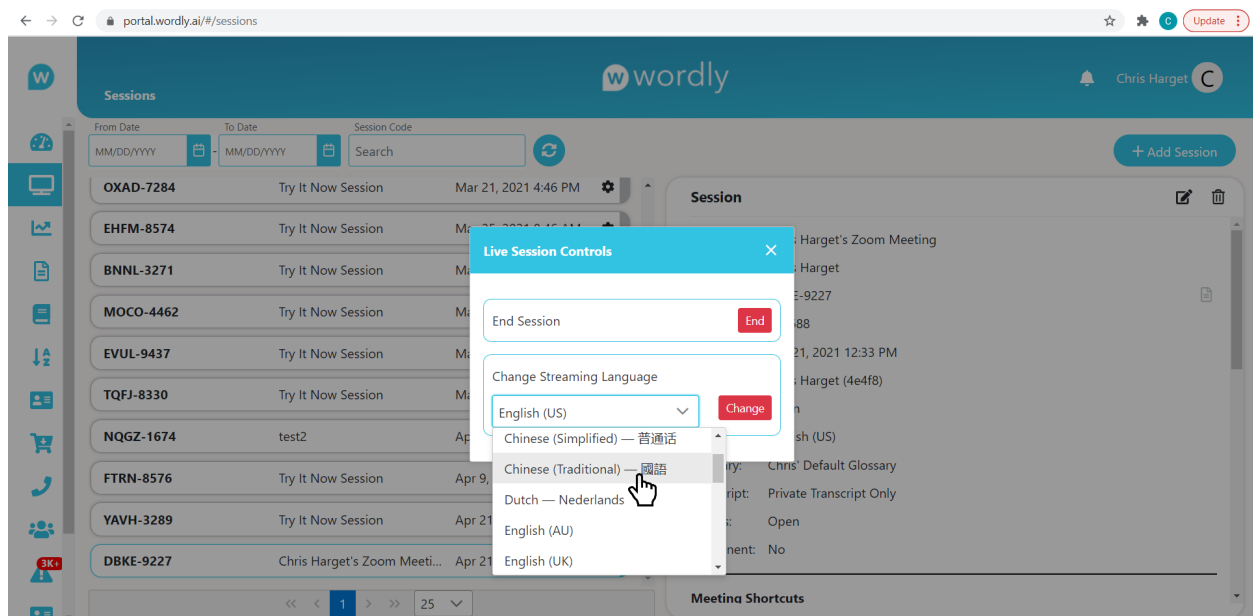 portal.wordly.ai/#/sessions
C
Update
w
wordly
Sessions
Chris Harget
C
From Date
To Date
Session Code
MM/DD/YYYY
-
MM/DD/YYYY
Search
+ Add Session
OXAD-7284 Try It Now Session Mar 21, 2021 4:46 PM
EHFM-8574 Try It Now Session
BNNL-3271 Try It Now Session
MOCO-4462 Try It Now Session
EVUL-9437 Try It Now Session
TQFJ-8330 Try It Now Session
NQGZ-1674 test2
FTRN-8576 Try It Now Session Apr 9,
YAVH-3289 Try It Now Session Apr 21
DBKE-9227 Chris Harget's Zoom Meeti... Apr 21
3K+
<< < 1 > >> 25
Session
Harget's Zoom Meeting
Harget
-9227
21, 2021 12:33 PM
Harget (4e4f8)
(US)
Chris' Default Glossary
Private Transcript Only
Open
No
Meeting Shortcuts
Live Session Controls
End Session
End
Change Streaming Language
English (US)
Change
Chinese (Simplified) — 普通话
Chinese (Traditional) — 國語
Dutch — Nederlands
English (AU)
English (UK)